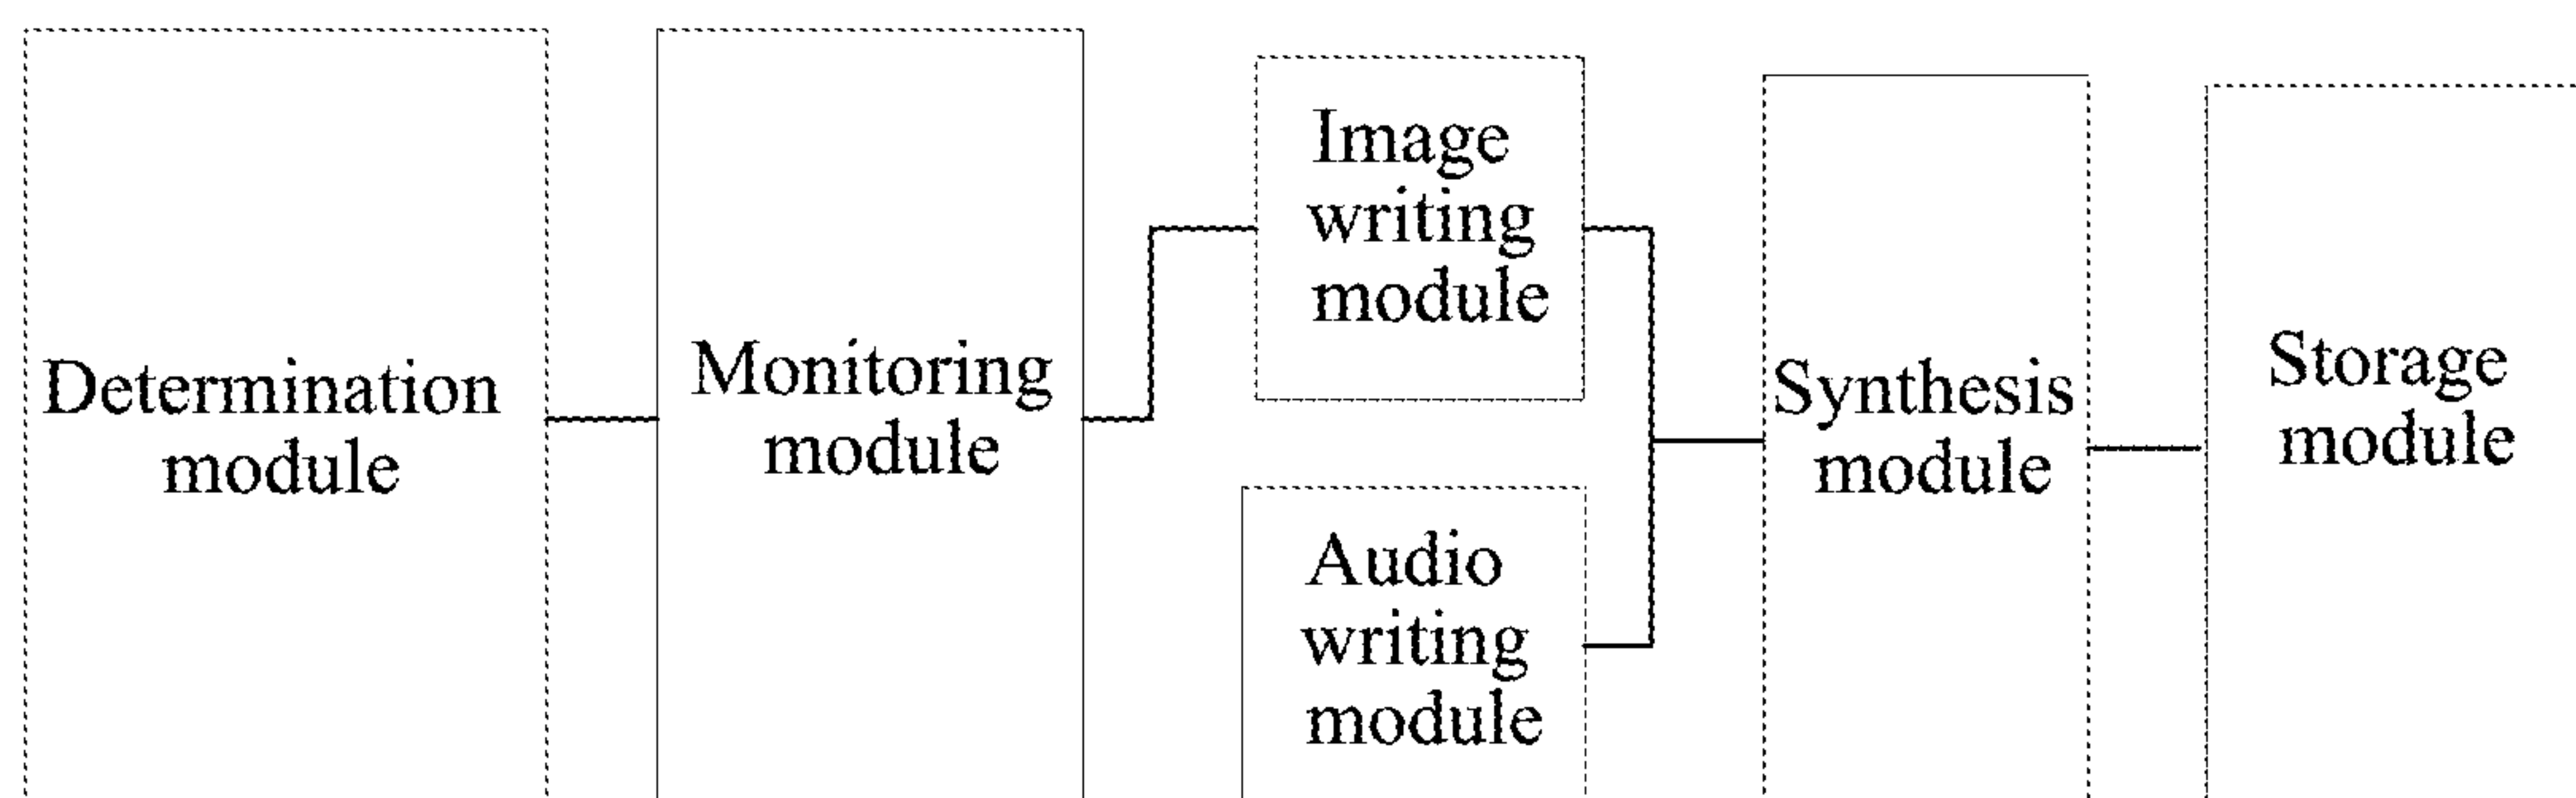 Determination
module
Monitoring
module
Image
writing
module
Audio
writing
module
Synthesis
module
Storage
module